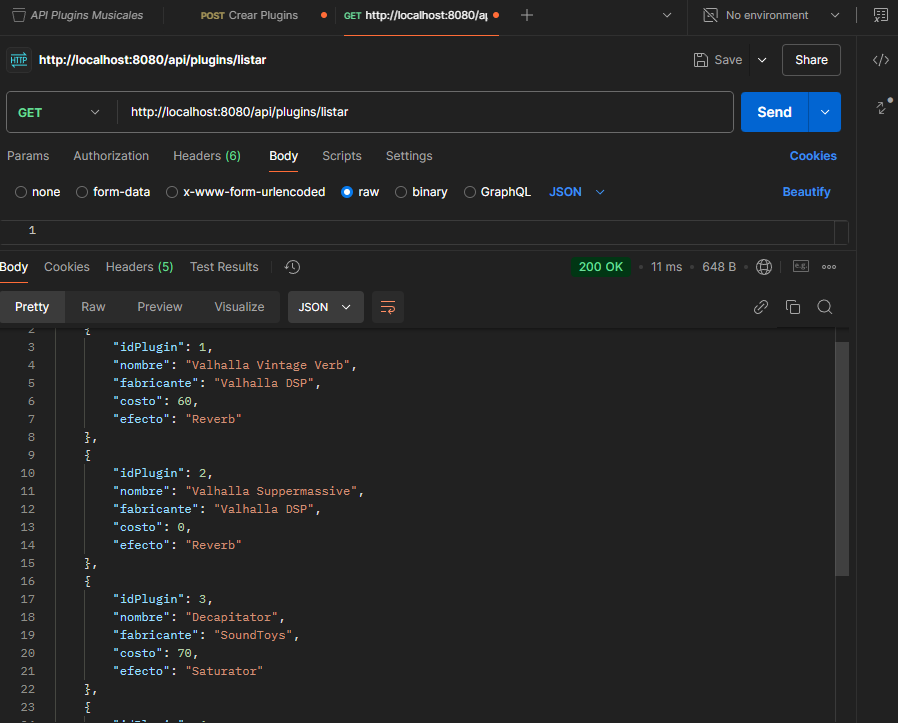 API Plugins Musicales POST Crear Plugins GET http://localhost:8080/a No environment
HTTP http://localhost:8080/api/plugins/listar Save Share
GET http://localhost:8080/api/plugins/listar Send
Params Authorization Headers (6) Body Scripts Settings Cookies
none form-data x-www-form-urlencoded raw binary GraphQL JSON Beautify
1
Body Cookies Headers (5) Test Results 200 OK • 11 ms • 648 B e.g.
Pretty Raw Preview Visualize JSON
2 {
3 "idPlugin": 1,
4 "nombre": "Valhalla Vintage Verb",
5 "fabricante": "Valhalla DSP",
6 "costo": 60,
7 "efecto": "Reverb"
8 },
9 {
10 "idPlugin": 2,
11 "nombre": "Valhalla Suppermassive",
12 "fabricante": "Valhalla DSP",
13 "costo": 0,
14 "efecto": "Reverb"
15 },
16 {
17 "idPlugin": 3,
18 "nombre": "Decapitator",
19 "fabricante": "SoundToys",
20 "costo": 70,
21 "efecto": "Saturator"
22 },
23 {